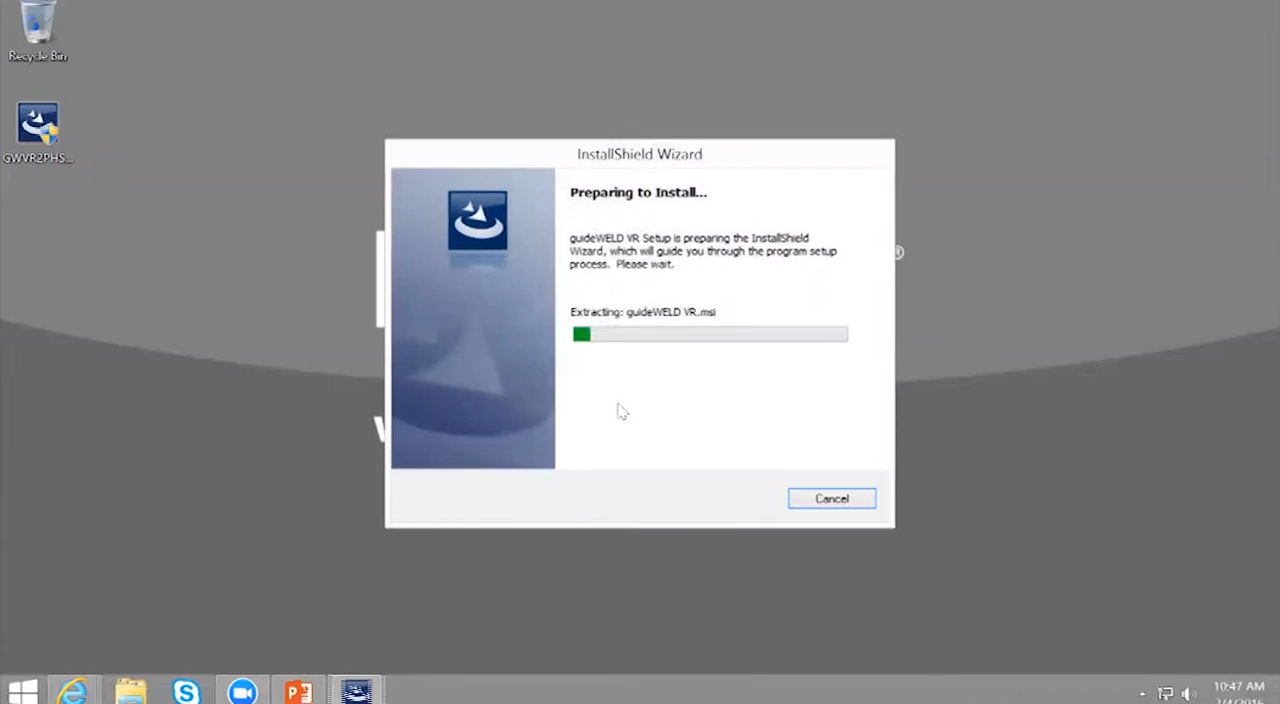 Recycle Bin
GWVR2PHS...
InstallShield Wizard
Preparing to Install...
guideWELD VR Setup is preparing the InstallShield
Wizard, which will guide you through the program setup
process. Please wait.
Extracting: guideWELD VR.msi
Cancel
®
10:47 AM
2/4/2016